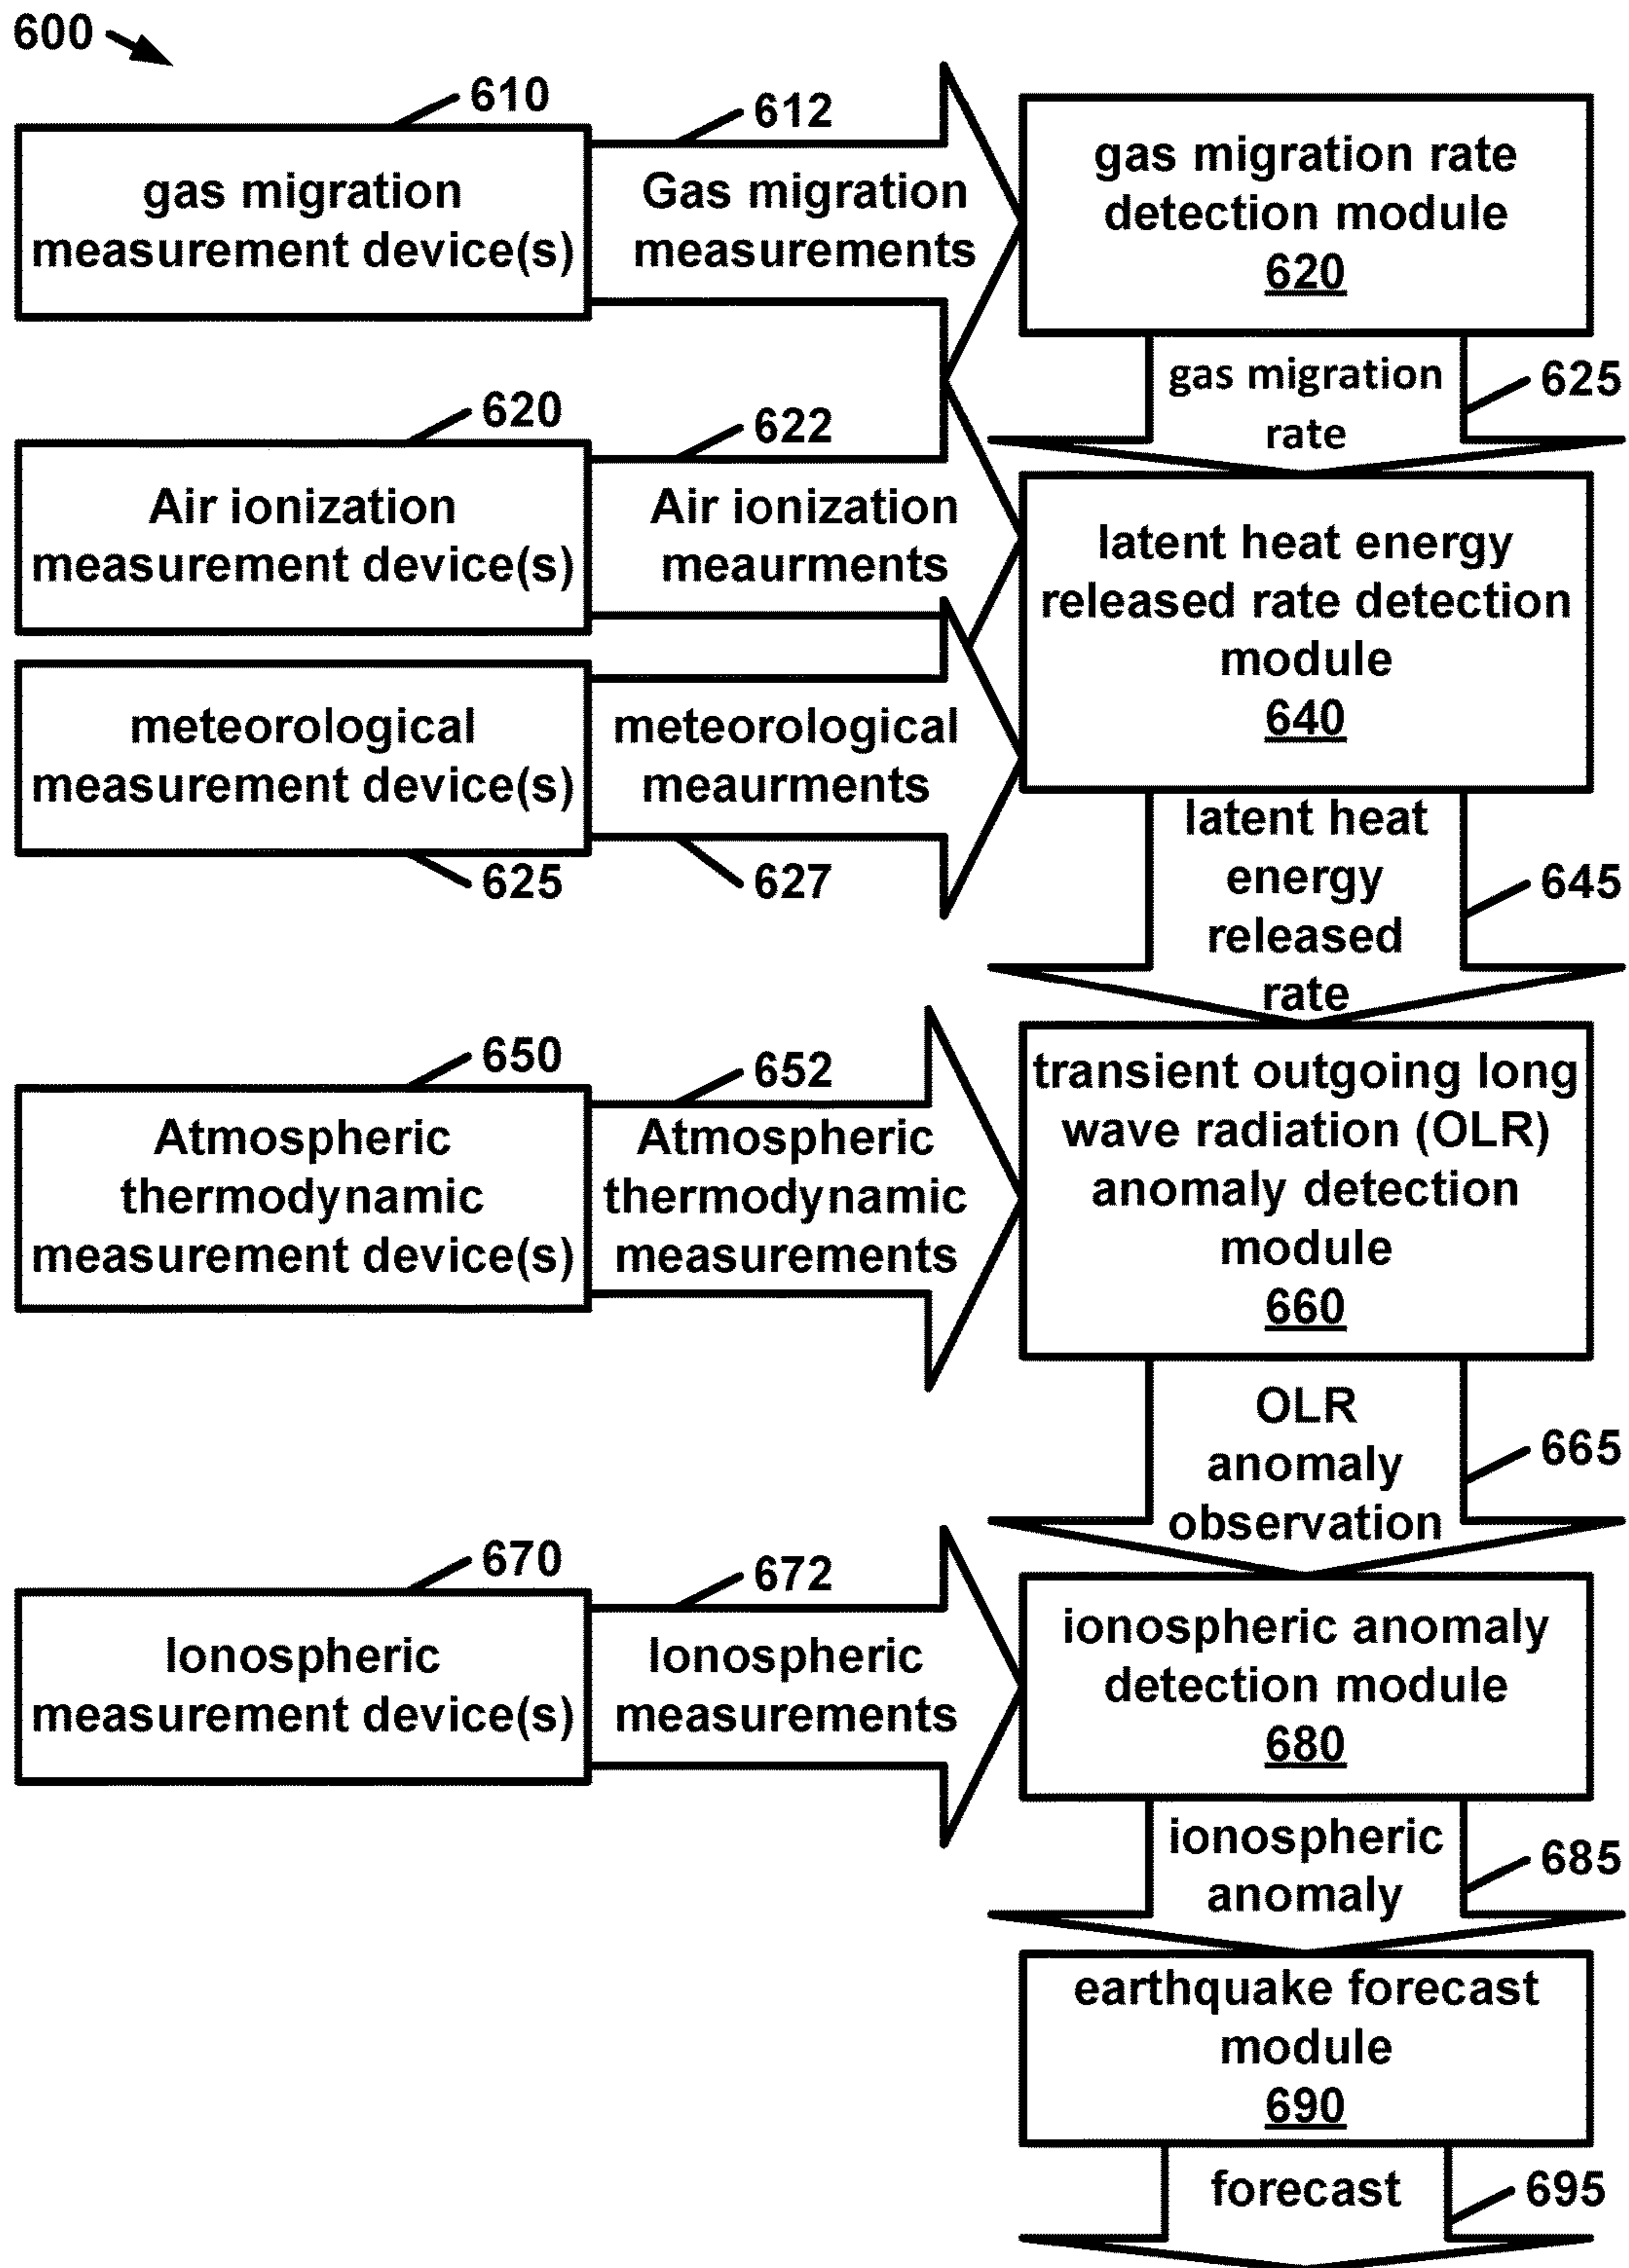 600
610
gas migration
measurement device(s)
612
Gas migration
measurements
gas migration rate
detection module
620
gas migration
rate
625
620
Air ionization
measurement device(s)
622
Air ionization
meaurments
latent heat energy
released rate detection
module
640
meteorological
measurement device(s)
625
meteorological
meaurments
627
latent heat
energy
released
rate
645
650
Atmospheric
thermodynamic
measurement device(s)
652
Atmospheric
thermodynamic
measurements
transient outgoing long
wave radiation (OLR)
anomaly detection
module
660
OLR
anomaly
observation
665
670
Ionospheric
measurement device(s)
672
Ionospheric
measurements
ionospheric anomaly
detection module
680
ionospheric
anomaly
685
earthquake forecast
module
690
forecast
695